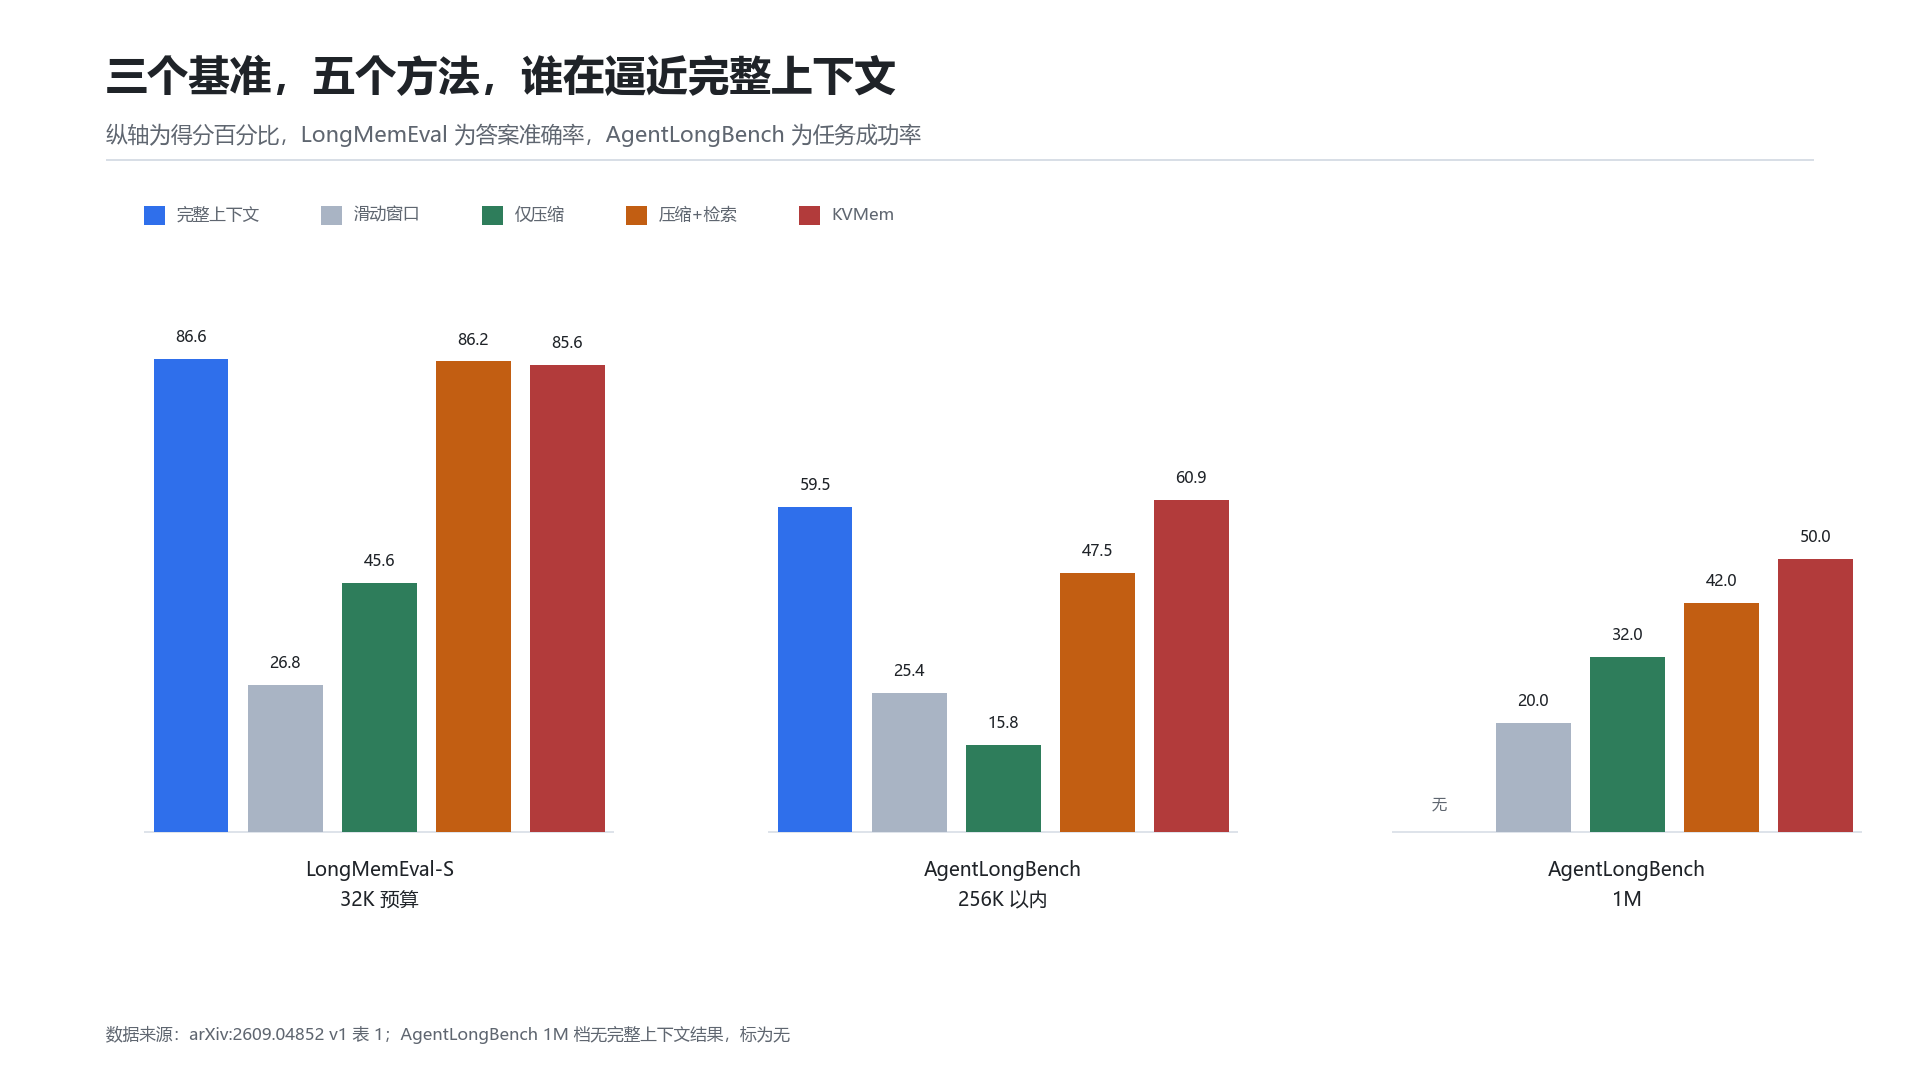 三个基准，五个方法，谁在逼近完整上下文
纵轴为得分百分比，LongMemEval 为答案准确率，AgentLongBench 为任务成功率
完整上下文 滑动窗口 仅压缩 压缩+检索 KVMem
86.6 26.8 45.6 86.2 85.6
59.5 25.4 15.8 47.5 60.9
无 20.0 32.0 42.0 50.0
LongMemEval-S
32K 预算
AgentLongBench
256K 以内
AgentLongBench
1M
数据来源：arXiv:2609.04852 v1 表 1；AgentLongBench 1M 档无完整上下文结果，标为无